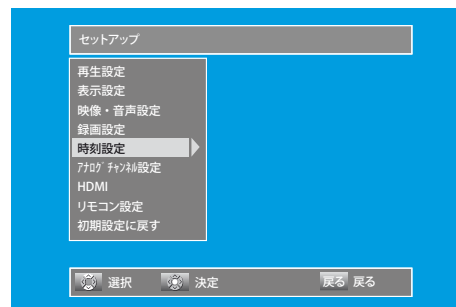 セットアップ
再生設定
表示設定
映像・音声設定
録画設定
時刻設定
ｱﾅﾛｸﾞ ﾁｬﾝﾈﾙ設定
HDMI
リモコン設定
初期設定に戻す
選択 決定 戻る 戻る